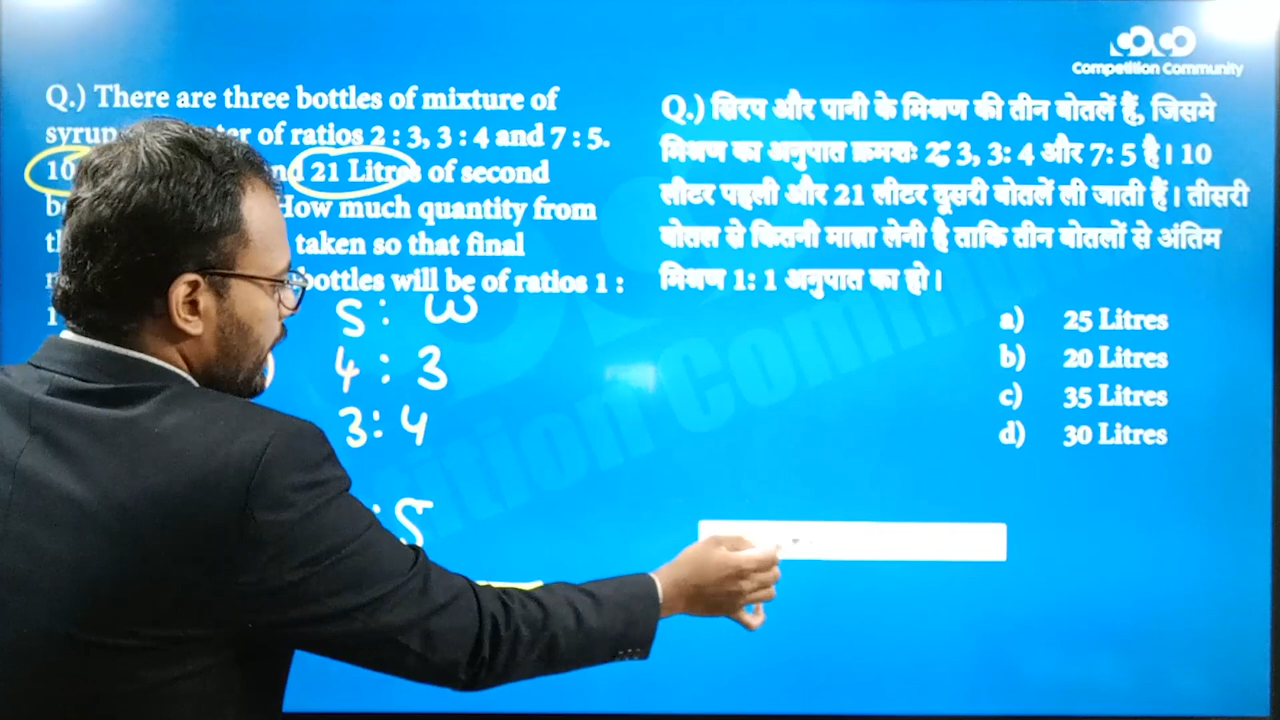 Competition Community
Q.) There are three bottles of mixture of
syrup of ratios 2 : 3, 3 : 4 and 7 : 5.
10 21 Litres of second
How much quantity from
taken so that final
bottles will be of ratios 1 :
S : W
4 : 3
3 : 4
: 5
Q.) सिरप और पानी के मिश्रण की तीन बोतलें हैं, जिसमे
मिश्रण का अनुपात क्रमशः 2: 3, 3: 4 और 7: 5 है। 10
लीटर पहली और 21 लीटर दूसरी बोतलें ली जाती हैं। तीसरी
बोतल से कितनी मात्रा लेनी है ताकि तीन बोतलों से अंतिम
मिश्रण 1: 1 अनुपात का हो।
a) 25 Litres
b) 20 Litres
c) 35 Litres
d) 30 Litres